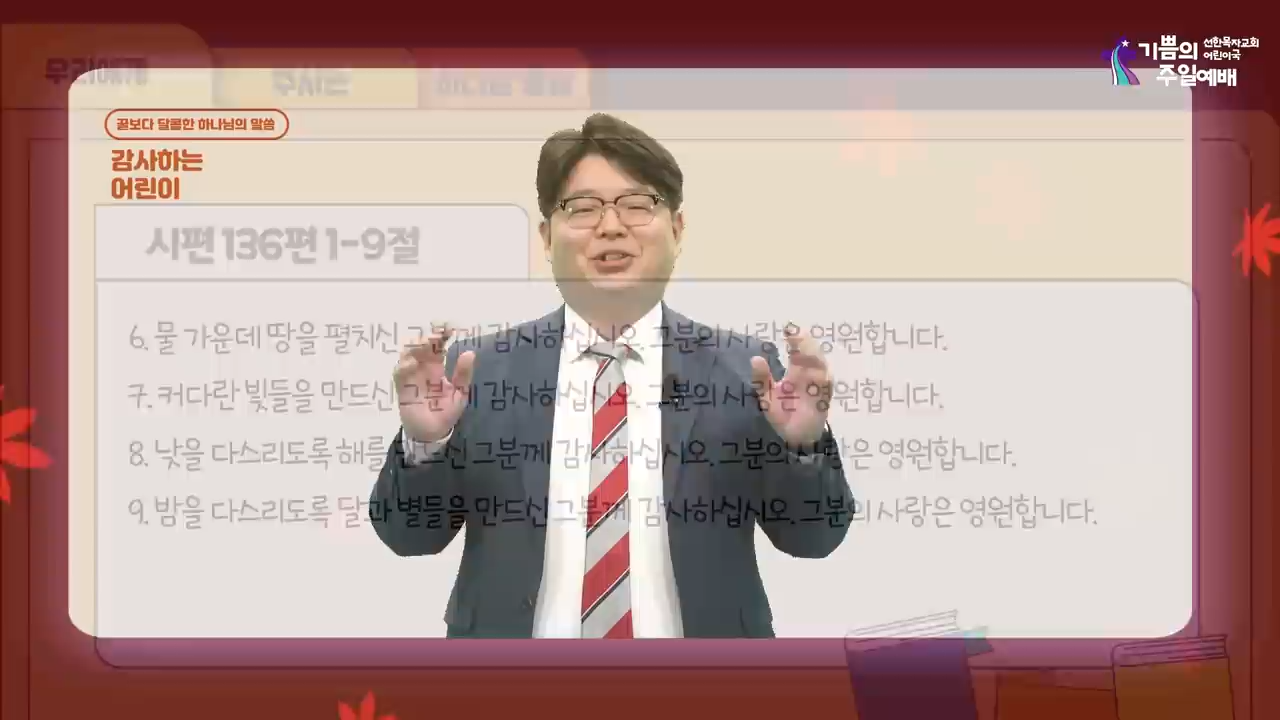 기쁨의
선한목자교회
어린이국
주일예배
우리에게
주시는
꿀보다 달콤한 하나님의 말씀
감사하는
어린이
시편 136편 1-9절
6. 물 가운데 땅을 펼치신 그분께 감사하십시오. 그분의 사랑은 영원합니다.
7. 커다란 빛들을 만드신 그분께 감사하십시오. 그분의 사랑은 영원합니다.
8. 낮을 다스리도록 해를 만드신 그분께 감사하십시오. 그분의 사랑은 영원합니다.
9. 밤을 다스리도록 달과 별들을 만드신 그분께 감사하십시오. 그분의 사랑은 영원합니다.